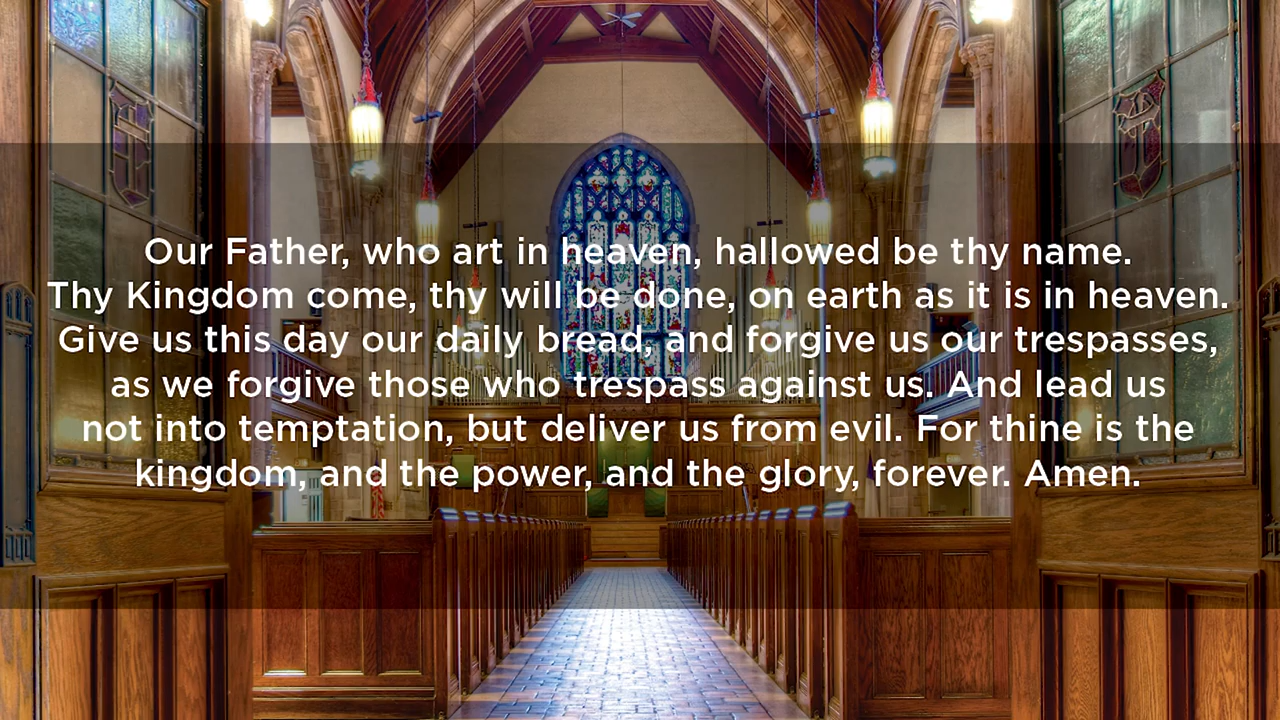 Our Father, who art in heaven, hallowed be thy name.
Thy Kingdom come, thy will be done, on earth as it is in heaven.
Give us this day our daily bread, and forgive us our trespasses,
as we forgive those who trespass against us. And lead us
not into temptation, but deliver us from evil. For thine is the
kingdom, and the power, and the glory, forever. Amen.